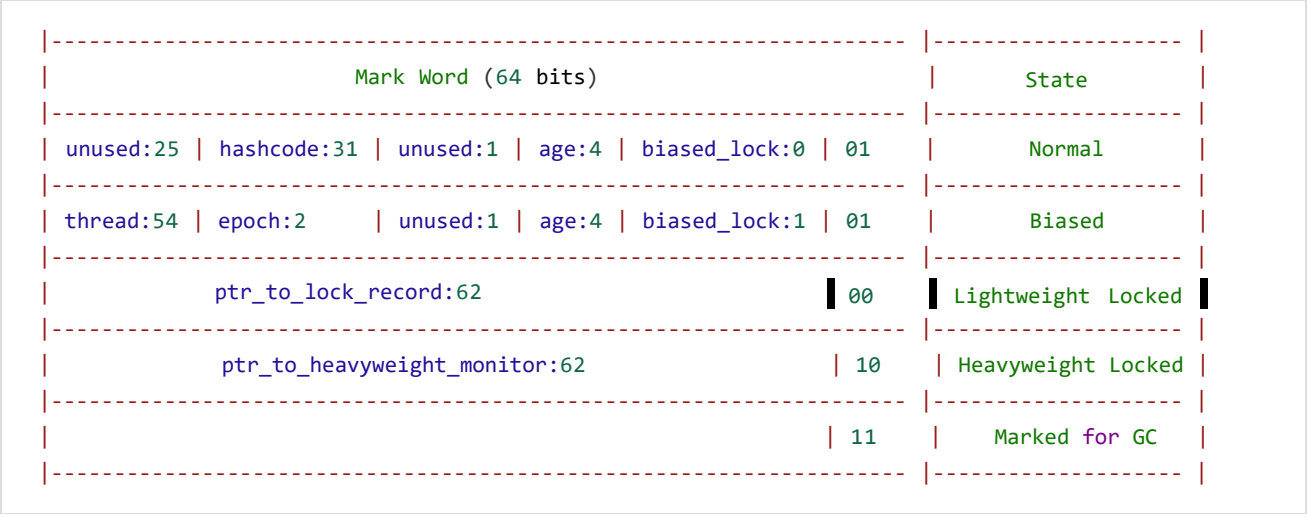 |-------------------------------------------------------------------- |-------------------- |
| Mark Word (64 bits) | State |
|-------------------------------------------------------------------- |-------------------- |
| unused:25 | hashcode:31 | unused:1 | age:4 | biased_lock:0 | 01 | Normal |
|-------------------------------------------------------------------- |-------------------- |
| thread:54 | epoch:2 | unused:1 | age:4 | biased_lock:1 | 01 | Biased |
|-------------------------------------------------------------------- |-------------------- |
| ptr_to_lock_record:62 | 00 | Lightweight Locked |
|-------------------------------------------------------------------- |-------------------- |
| ptr_to_heavyweight_monitor:62 | 10 | Heavyweight Locked |
|-------------------------------------------------------------------- |-------------------- |
| | 11 | Marked for GC |
|-------------------------------------------------------------------- |-------------------- |